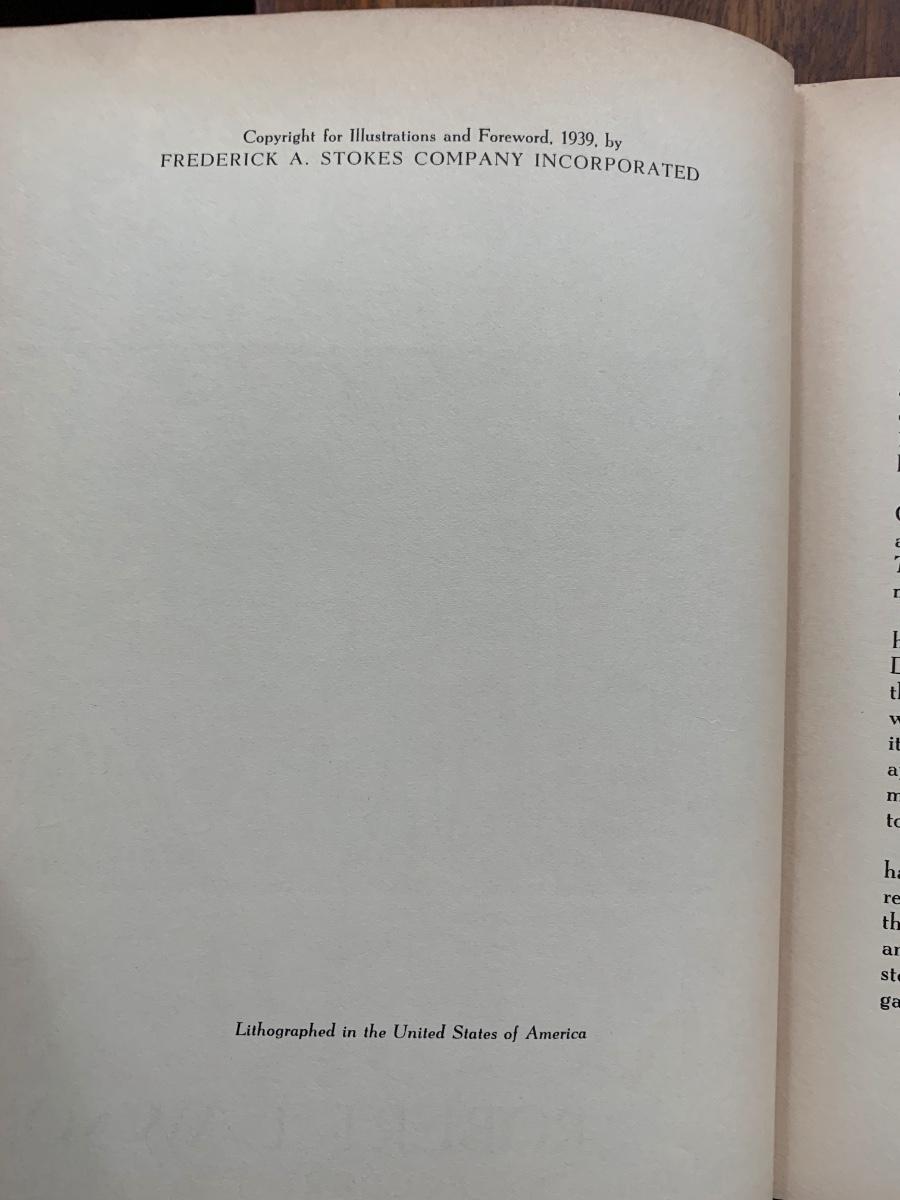 Copyright for Illustrations and Foreword, 1939, by
FREDERICK A. STOKES COMPANY INCORPORATED
Lithographed in the United States of America